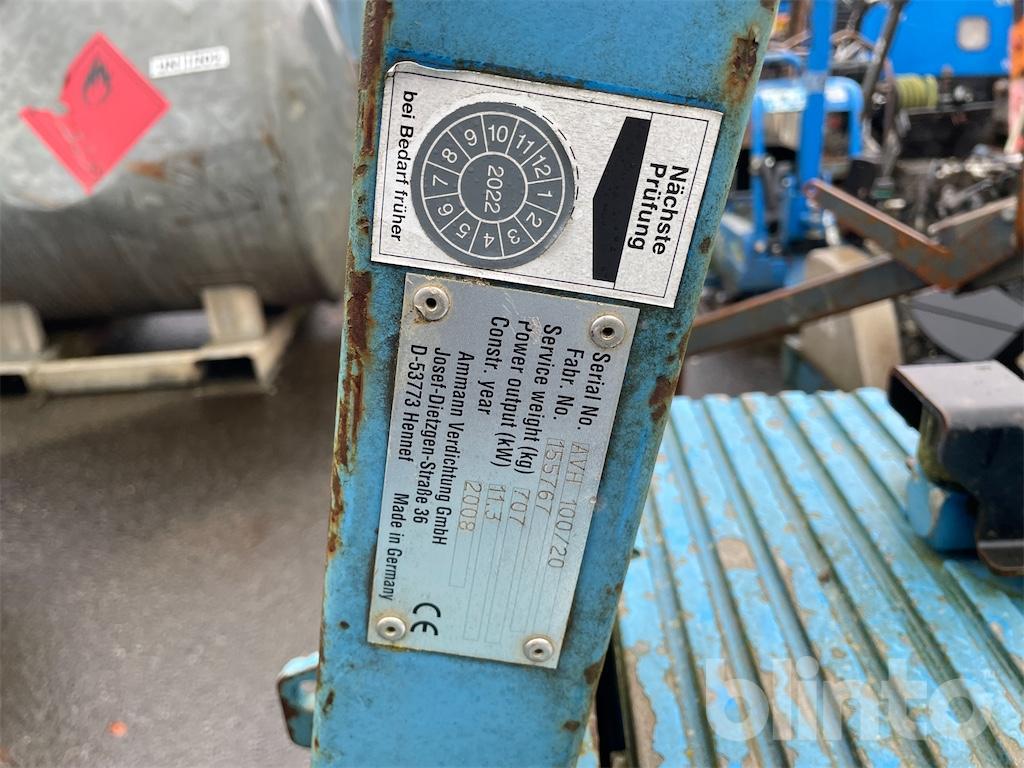 Nächste
Prüfung
1 2 3 4 5 6 7 8 9 10 11 12
2022
bei Bedarf früher
Serial No. AVH 100/20
Fabr. No. 155767
Service weight (kg) 707
Power output (kW) 11.3
Constr. year 2008
Ammann Verdichtung GmbH
Josef-Dietzgen-Straße 36
D-53773 Hennef Made in Germany
CE
blinto